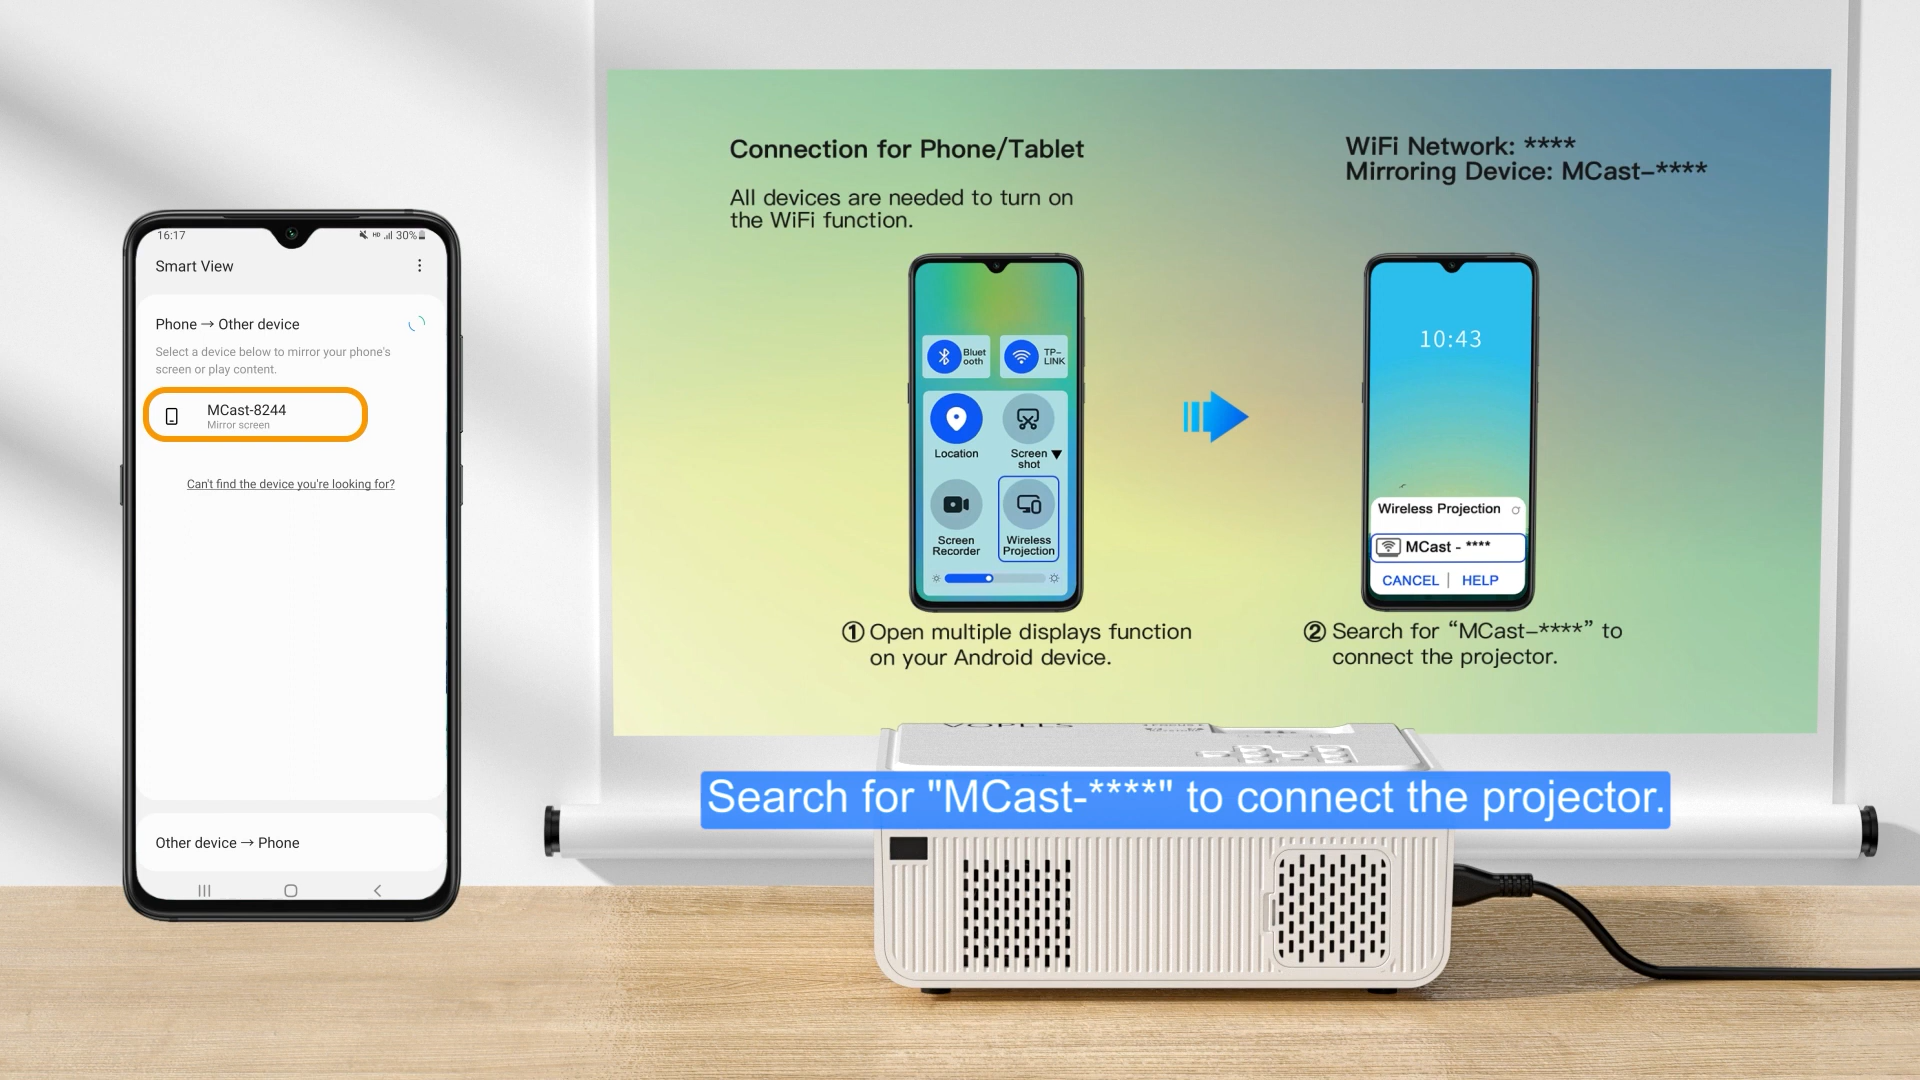 16:17
HD 30%
Smart View
Phone → Other device
Select a device below to mirror your phone's
screen or play content.
MCast-8244
Mirror screen
Can't find the device you're looking for?
Other device → Phone
Connection for Phone/Tablet
All devices are needed to turn on
the WiFi function.
WiFi Network: ****
Mirroring Device: MCast-****
Bluet
ooth
TP-
LINK
Location
Screen
shot
Screen
Recorder
Wireless
Projection
① Open multiple displays function
on your Android device.
10:43
Wireless Projection
MCast - ****
CANCEL | HELP
② Search for “MCast-****” to
connect the projector.
Search for "MCast-****" to connect the projector.